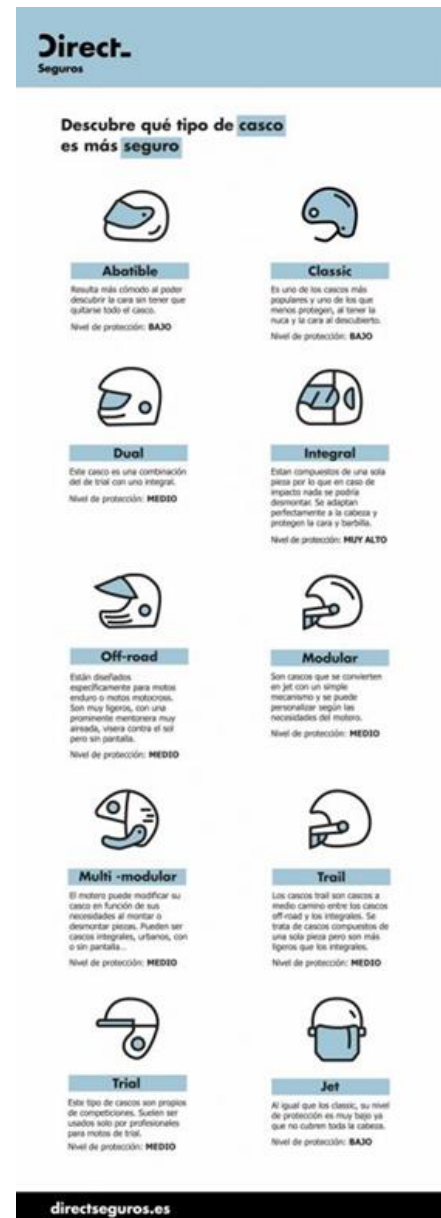 Direct_
Seguros
Descubre qué tipo de casco
es más seguro
Abatible
Resulta más cómodo al poder
descubrir la cara sin tener que
quitarse todo el casco.
Nivel de protección: BAJO
Classic
Es uno de los cascos más
populares y uno de los que
menos protegen, al tener la
nuca y la cara al descubierto.
Nivel de protección: BAJO
Dual
Este casco es una combinación
del de trial con uno integral.
Nivel de protección: MEDIO
Integral
Estan compuestos de una sola
pieza por lo que en caso de
impacto nada se podría
desmontar. Se adaptan
perfectamente a la cabeza y
protegen la cara y barbilla.
Nivel de protección: MUY ALTO
Off-road
Están diseñados
específicamente para motos
enduro o motos motocross.
Son muy ligeros, con una
prominente mentonera muy
aireada, visera contra el sol
pero sin pantalla.
Nivel de protección: MEDIO
Modular
Son cascos que se convierten
en jet con un simple
mecanismo y se puede
personalizar según las
necesidades del motero.
Nivel de protección: MEDIO
Multi -modular
El motero puede modificar su
casco en función de sus
necesidades al montar o
desmontar piezas. Pueden ser
cascos integrales, urbanos, con
o sin pantalla...
Nivel de protección: MEDIO
Trail
Los cascos trail son cascos a
medio camino entre los cascos
off-road y los integrales. Se
trata de cascos compuestos de
una sola pieza pero son más
ligeros que los integrales.
Nivel de protección: MEDIO
Trial
Este tipo de cascos son propios
de competiciones. Suelen ser
usados solo por profesionales
para motos de trial.
Nivel de protección: MEDIO
Jet
Al igual que los classic, su nivel
de protección es muy bajo ya
que no cubren toda la cabeza.
Nivel de protección: BAJO
directseguros.es